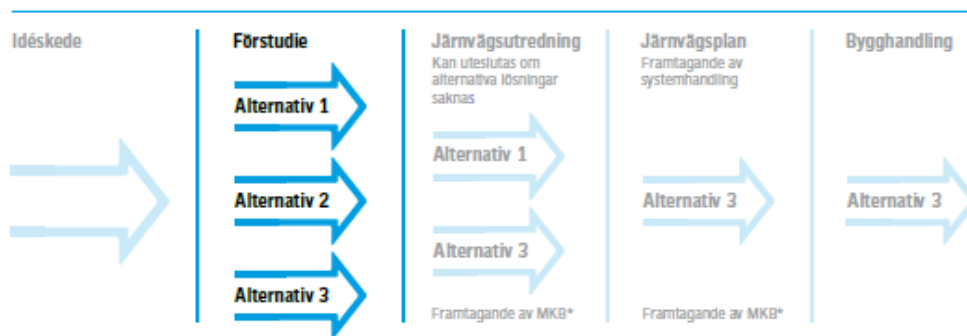 Idéskede
Förstudie
Alternativ 1
Alternativ 2
Alternativ 3
Järnvägsutredning
Kan uteslutas om
alternativa lösningar
saknas
Alternativ 1
Alternativ 3
Framtagande av MKB*
Järnvägsplan
Framtagande av
systemhandling
Alternativ 3
Framtagande av MKB*
Bygghandling
Alternativ 3